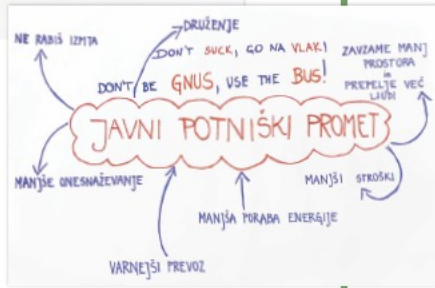 DRUŽENJE
NE RABIŠ IZPITA
DON'T SUCK, GO NA VLAK!
DON'T BE GNUS, USE THE BUS!
ZAVZAME MANJ
PROSTORA
in
PREPELJE VEČ
LJUDI
JAVNI POTNIŠKI PROMET
MANJŠE ONESNAŽEVANJE
MANJŠI STROŠKI
MANJŠA PORABA ENERGIJE
VARNEJŠI PREVOZ